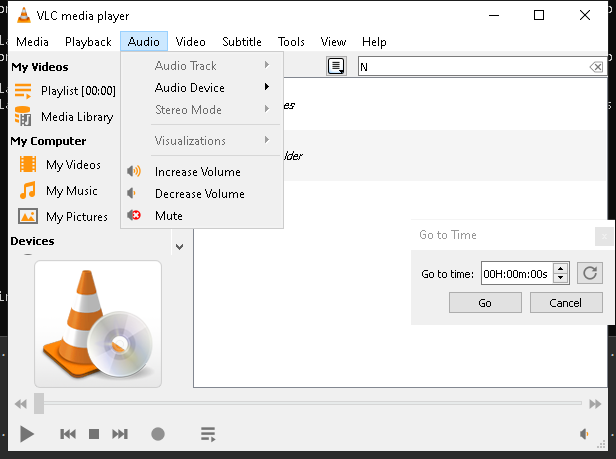 VLC media player
Media Playback Audio Video Subtitle Tools View Help
My Videos
Playlist [00:00]
Media Library
My Computer
My Videos
My Music
My Pictures
Devices
Audio Track
Audio Device
Stereo Mode
Visualizations
Increase Volume
Decrease Volume
Mute
N
es
lder
Go to Time
Go to time: 00H:00m:00s
Go Cancel